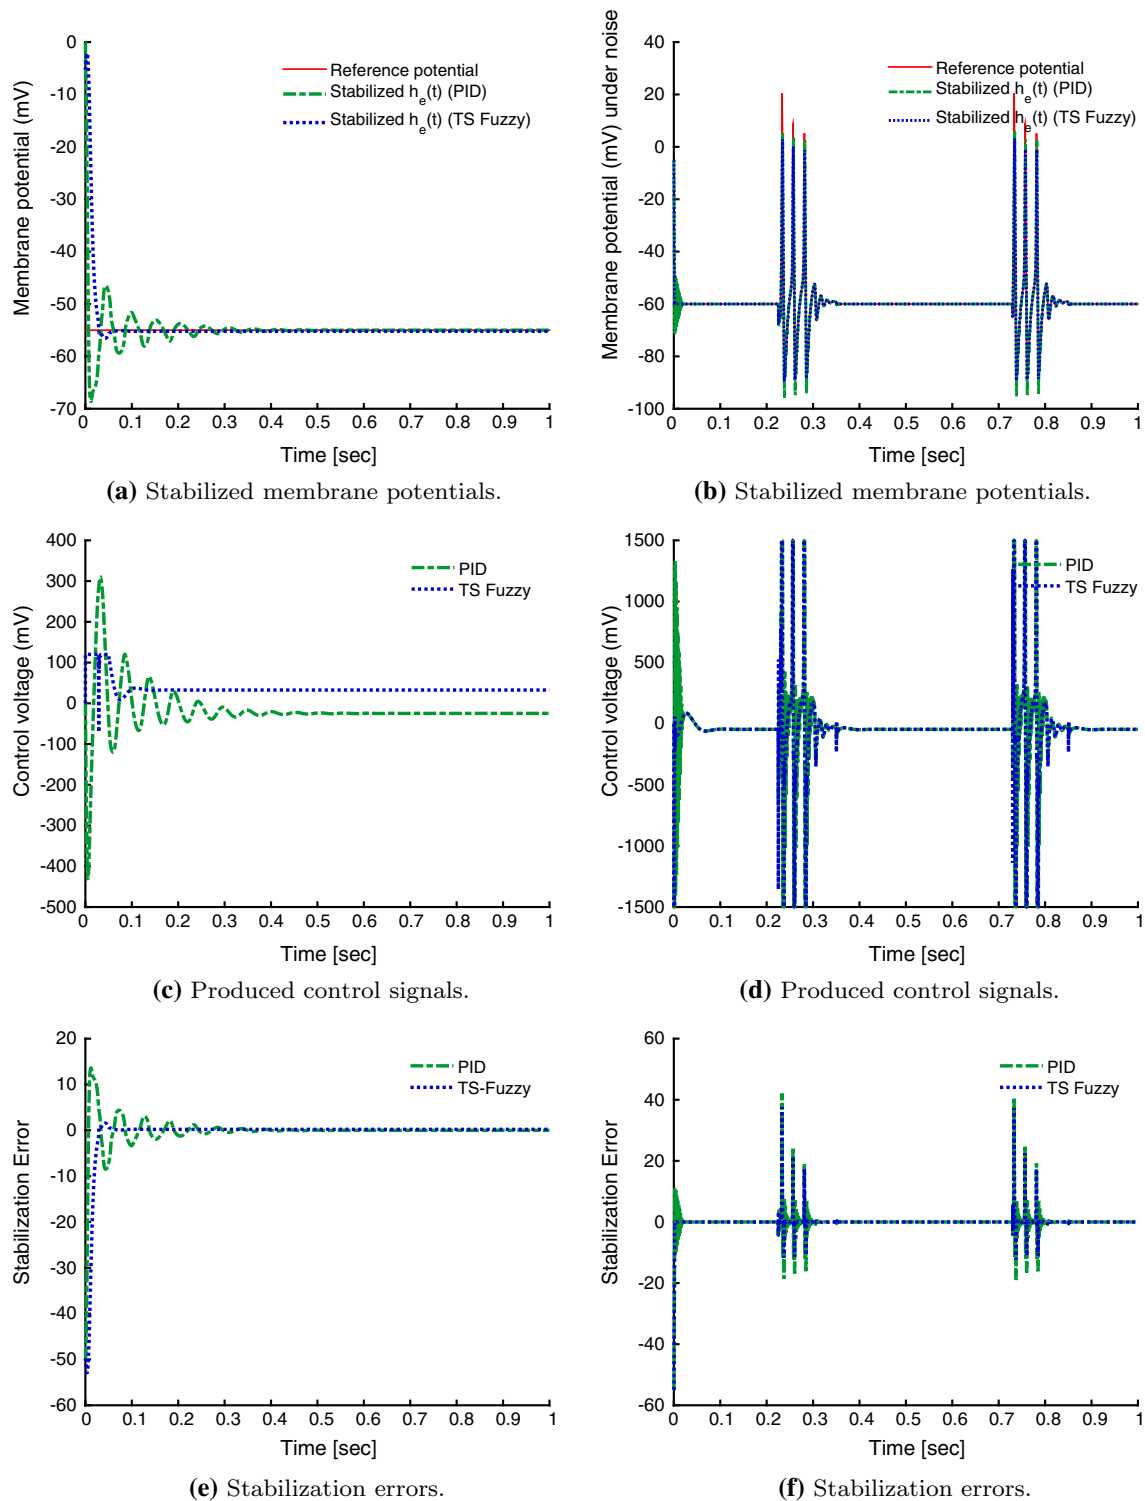 Membrane potential (mV)
0
-10
-20
-30
-40
-50
-60
-70
Reference potential
Stabilized h_e(t) (PID)
Stabilized h_e(t) (TS Fuzzy)
0 0.1 0.2 0.3 0.4 0.5 0.6 0.7 0.8 0.9 1
Time [sec]
(a) Stabilized membrane potentials.
Membrane potential (mV) under noise
40
20
0
-20
-40
-60
-80
-100
Reference potential
Stabilized h_e(t) (PID)
Stabilized h_e(t) (TS Fuzzy)
0 0.1 0.2 0.3 0.4 0.5 0.6 0.7 0.8 0.9 1
Time [sec]
(b) Stabilized membrane potentials.
Control voltage (mV)
400
300
200
100
0
-100
-200
-300
-400
-500
PID
TS Fuzzy
0 0.1 0.2 0.3 0.4 0.5 0.6 0.7 0.8 0.9 1
Time [sec]
(c) Produced control signals.
Control voltage (mV)
1500
1000
500
0
-500
-1000
-1500
PID
TS Fuzzy
0 0.1 0.2 0.3 0.4 0.5 0.6 0.7 0.8 0.9 1
Time [sec]
(d) Produced control signals.
Stabilization Error
20
10
0
-10
-20
-30
-40
-50
-60
PID
TS-Fuzzy
0 0.1 0.2 0.3 0.4 0.5 0.6 0.7 0.8 0.9 1
Time [sec]
(e) Stabilization errors.
Stabilization Error
60
40
20
0
-20
-40
-60
PID
TS Fuzzy
0 0.1 0.2 0.3 0.4 0.5 0.6 0.7 0.8 0.9 1
Time [sec]
(f) Stabilization errors.